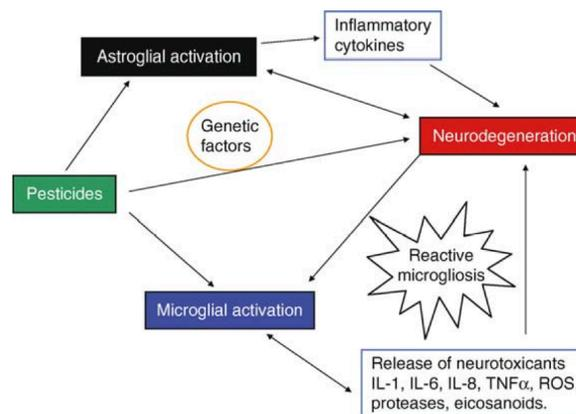 Inflammatory
cytokines
Astroglial activation
Genetic
factors
Neurodegeneration
Pesticides
Reactive
microgliosis
Microglial activation
Release of neurotoxicants
IL-1, IL-6, IL-8, TNFα, ROS
proteases, eicosanoids.